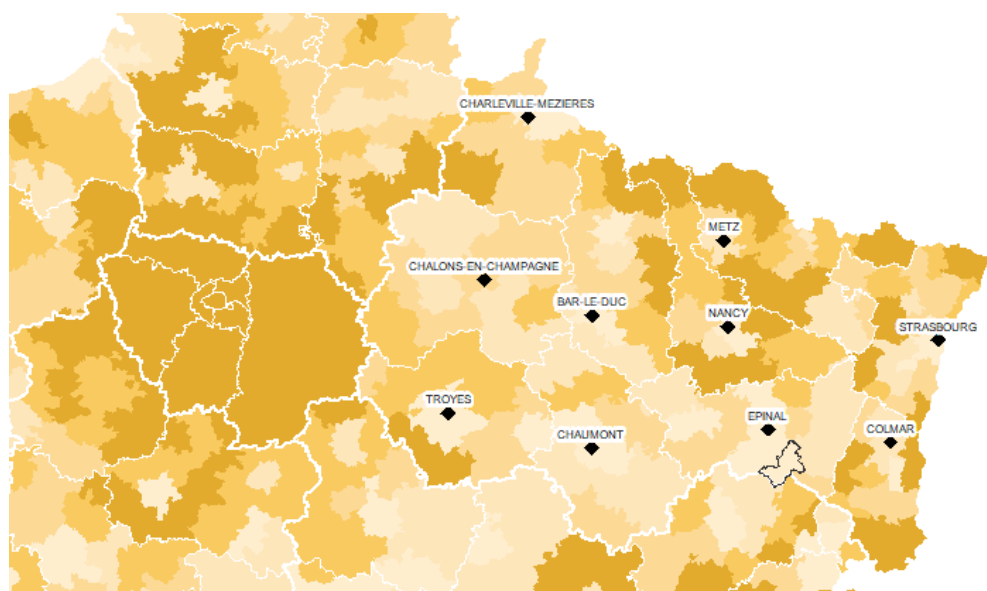 CHARLEVILLE-MEZIERES
METZ
CHALONS-EN-CHAMPAGNE
BAR-LE-DUC
NANCY
STRASBOURG
TROYES
EPINAL
CHAUMONT
COLMAR